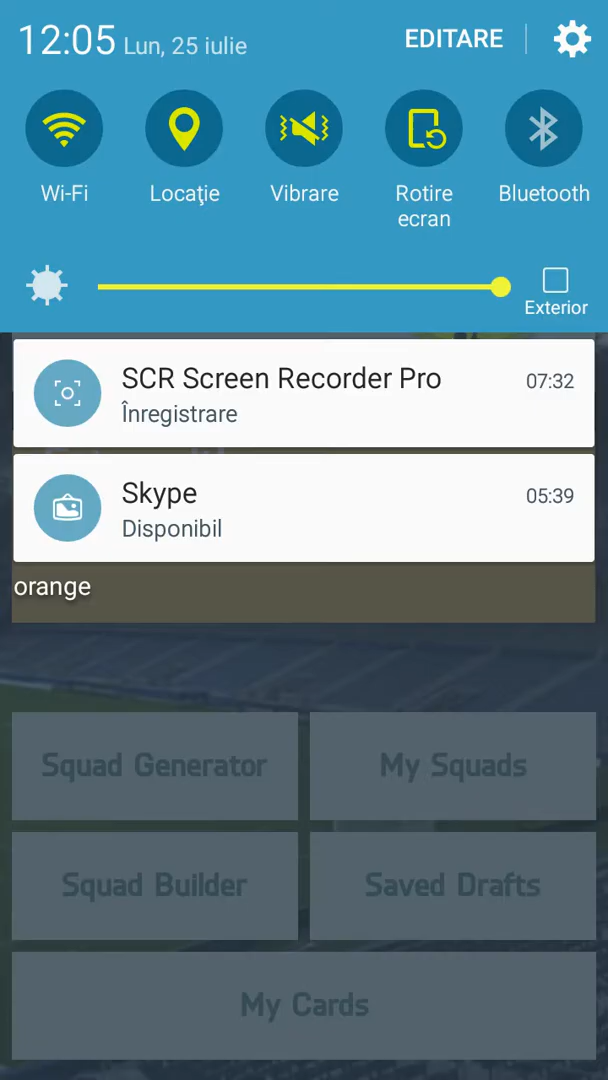 12:05 Lun, 25 iulie EDITARE
Wi-Fi Locaţie Vibrare Rotire ecran Bluetooth
Exterior
SCR Screen Recorder Pro 07:32
Înregistrare
Skype 05:39
Disponibil
orange
Squad Generator My Squads
Squad Builder Saved Drafts
My Cards